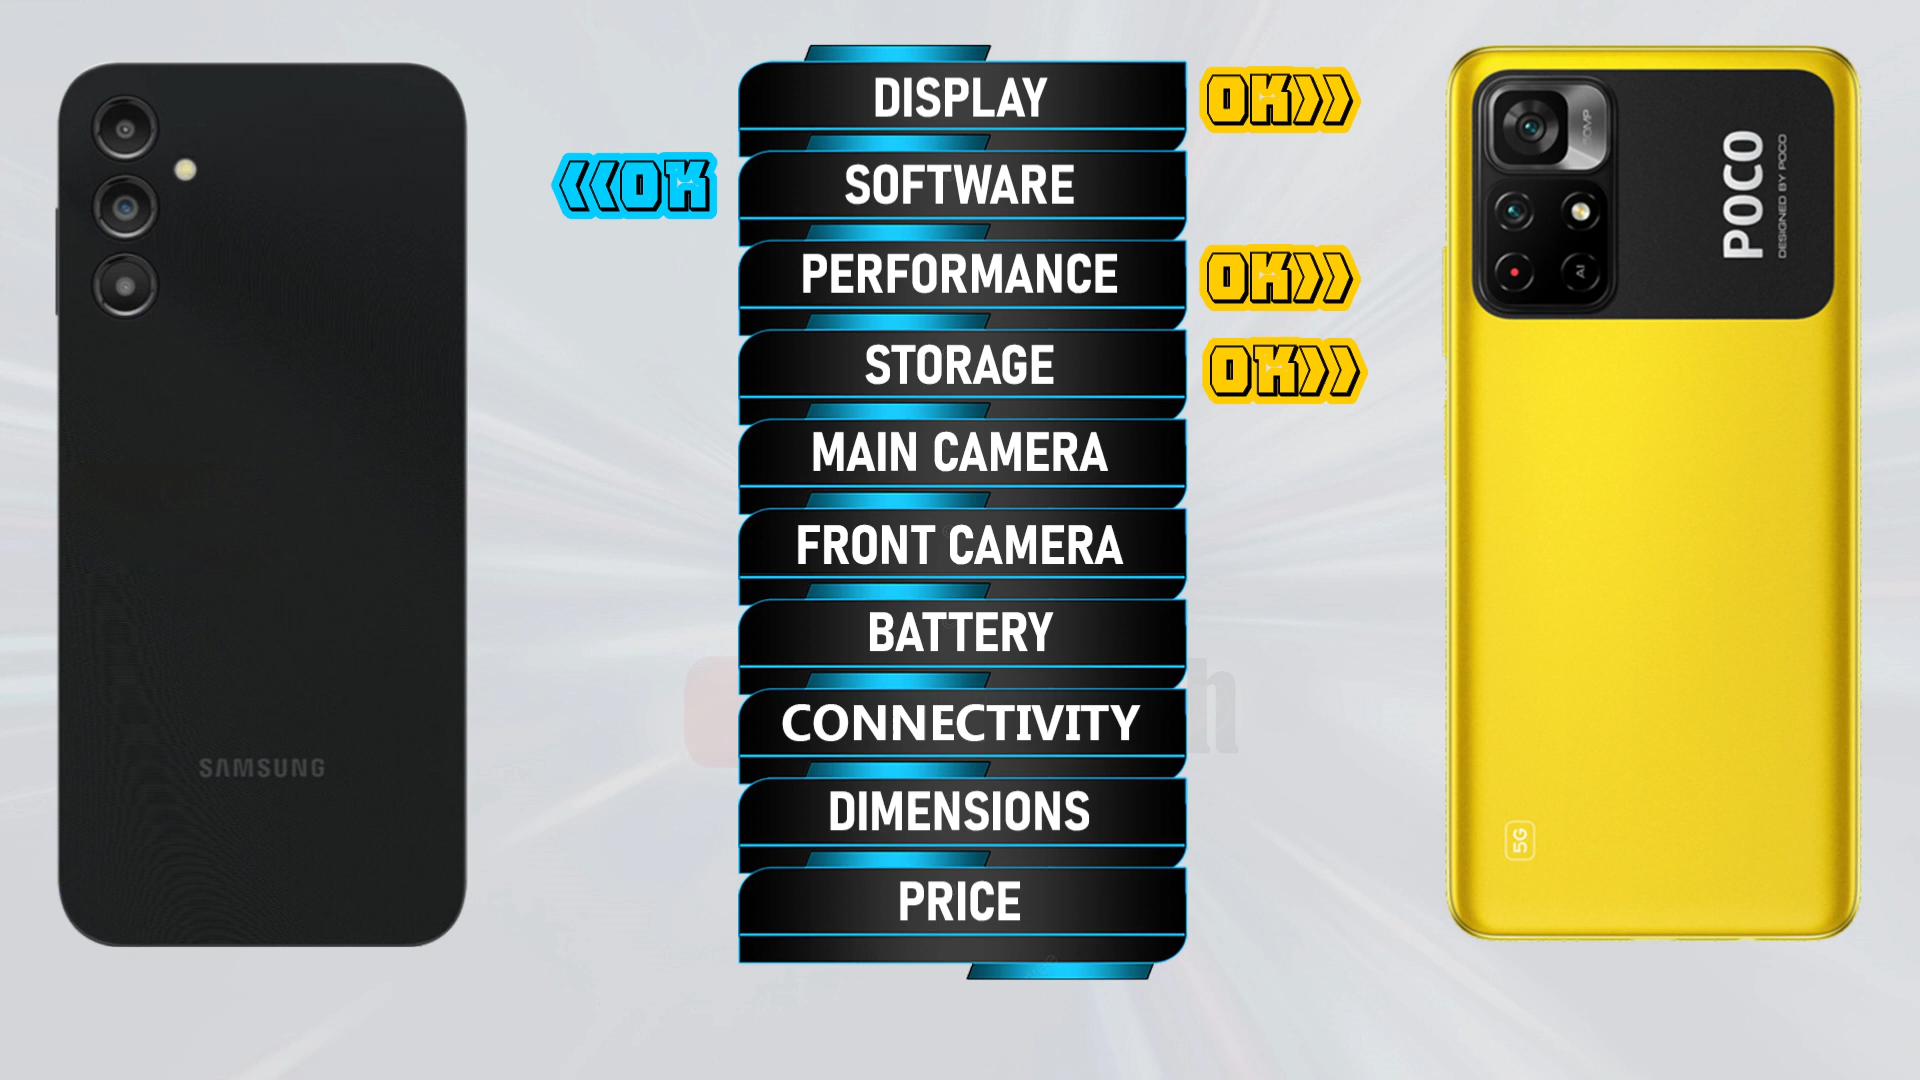 DISPLAY
OK
OK
SOFTWARE
PERFORMANCE
OK
STORAGE
OK
MAIN CAMERA
FRONT CAMERA
BATTERY
CONNECTIVITY
DIMENSIONS
PRICE
SAMSUNG
POCO
DESIGNED BY POCO
AI
5G